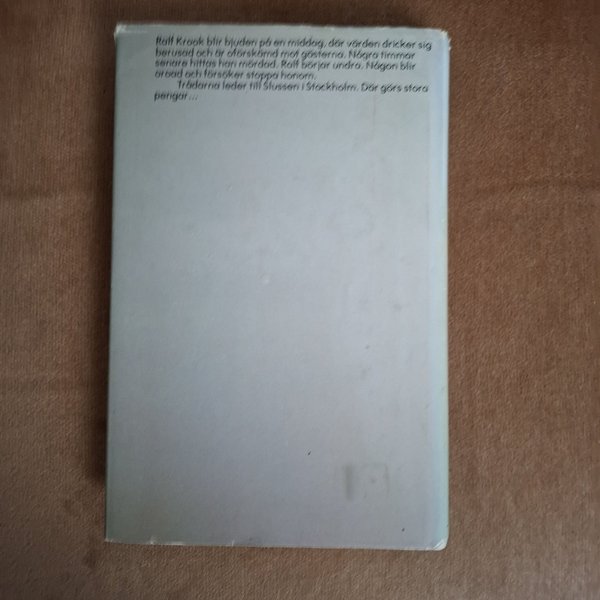 Ralf Krook blir bjuden på en middag, där värden dricker sig
berusad och är oförskämd mot gästerna. Några timmar
senare hittas han mördad. Ralf börjar undra. Någon blir
oroad och försöker stoppa honom.
Trådarna leder till Slussen i Stockholm. Där görs stora
pengar...